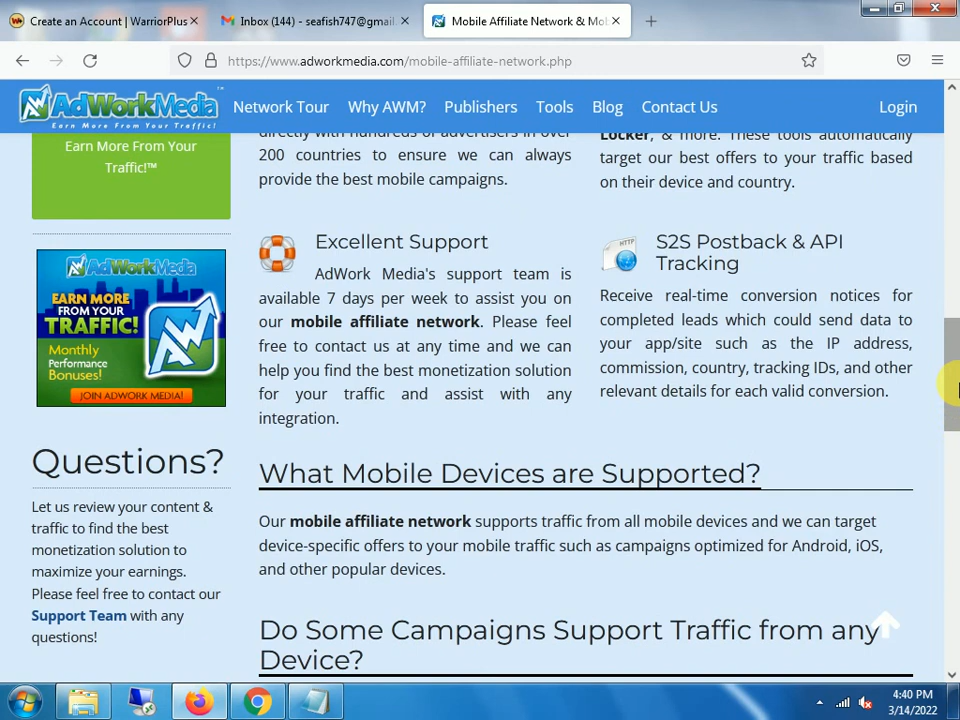 Create an Account | WarriorPlus
Inbox (144) - seafish747@gmail.
Mobile Affiliate Network & Mo
https://www.adworkmedia.com/mobile-affiliate-network.php
AdWorkMedia™
Earn More From Your Traffic!
Network Tour
Why AWM?
Publishers
Tools
Blog
Contact Us
Login
Earn More From Your
Traffic!™
directly with hundreds of advertisers in over
200 countries to ensure we can always
provide the best mobile campaigns.
Locker, & more. These tools automatically
target our best offers to your traffic based
on their device and country.
AdWorkMedia
EARN MORE
FROM YOUR
TRAFFIC!
Monthly
Performance
Bonuses!
JOIN ADWORK MEDIA!
Excellent Support
AdWork Media's support team is
available 7 days per week to assist you on
our mobile affiliate network. Please feel
free to contact us at any time and we can
help you find the best monetization solution
for your traffic and assist with any
integration.
HTTP
S2S Postback & API
Tracking
Receive real-time conversion notices for
completed leads which could send data to
your app/site such as the IP address,
commission, country, tracking IDs, and other
relevant details for each valid conversion.
Questions?
Let us review your content &
traffic to find the best
monetization solution to
maximize your earnings.
Please feel free to contact our
Support Team with any
questions!
What Mobile Devices are Supported?
Our mobile affiliate network supports traffic from all mobile devices and we can target
device-specific offers to your mobile traffic such as campaigns optimized for Android, iOS,
and other popular devices.
Do Some Campaigns Support Traffic from any
Device?
4:40 PM
3/14/2022